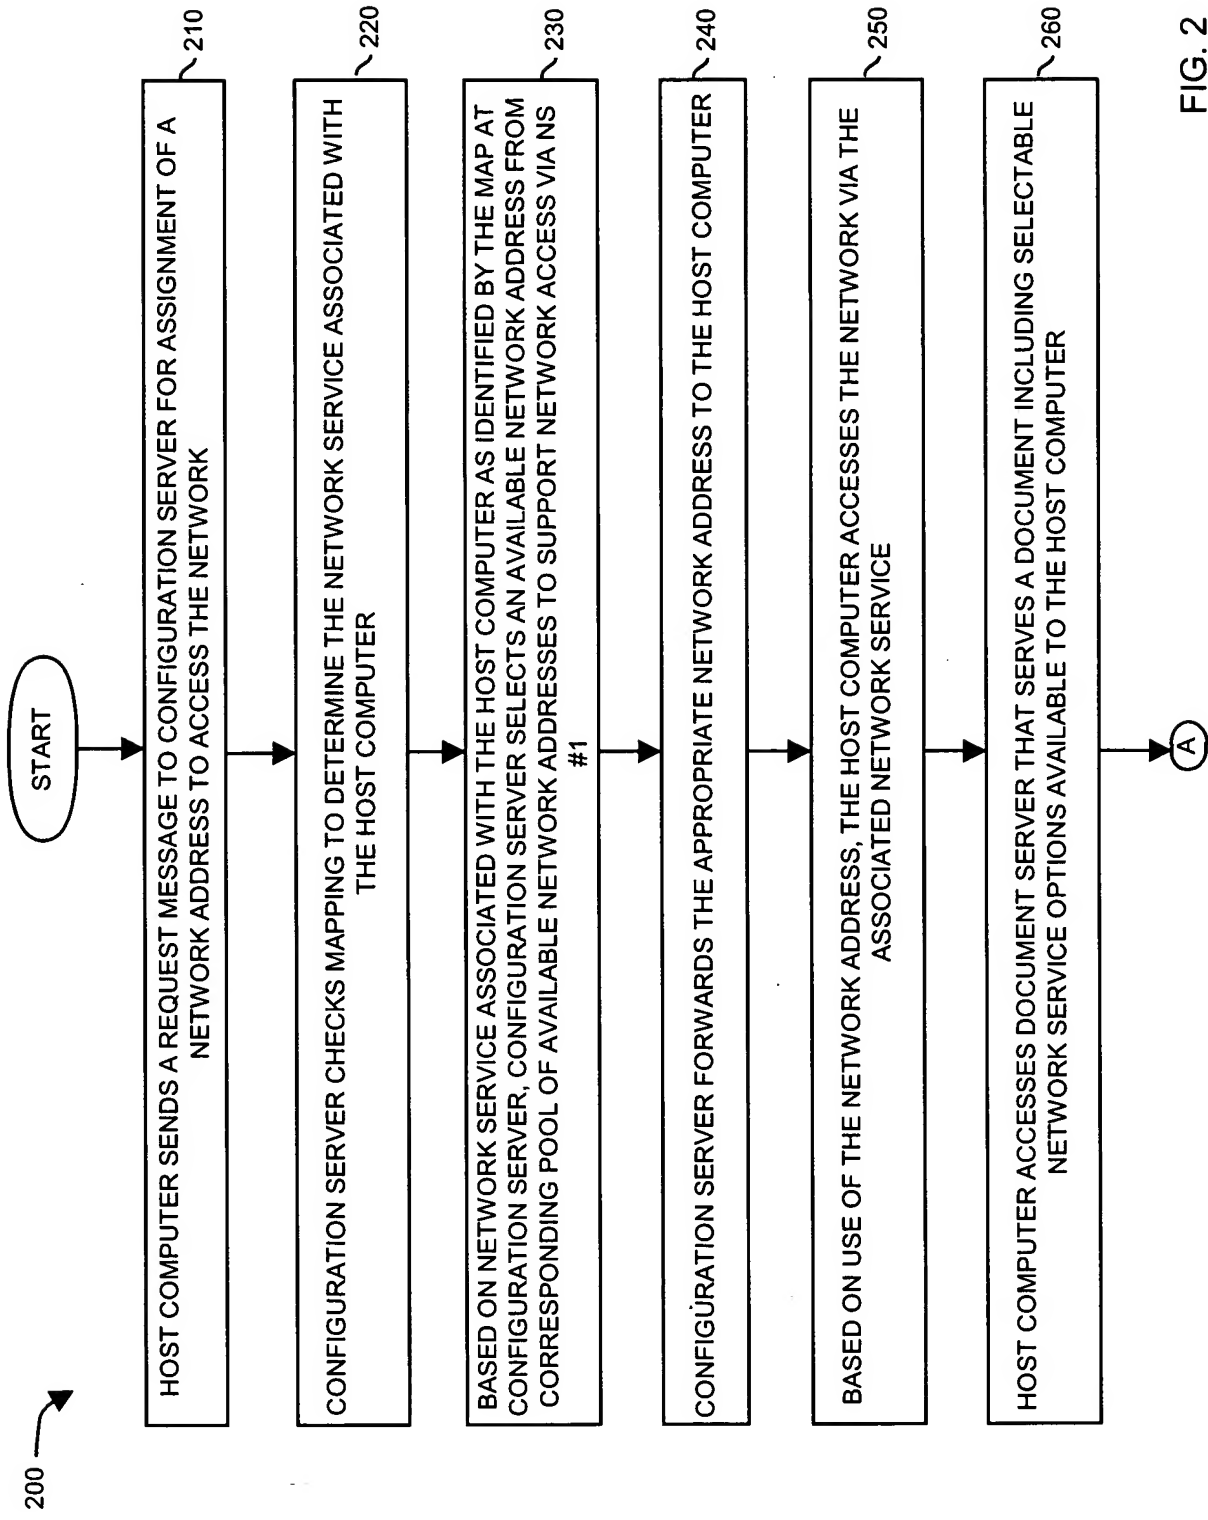 200
START
HOST COMPUTER SENDS A REQUEST MESSAGE TO CONFIGURATION SERVER FOR ASSIGNMENT OF A
NETWORK ADDRESS TO ACCESS THE NETWORK
210
CONFIGURATION SERVER CHECKS MAPPING TO DETERMINE THE NETWORK SERVICE ASSOCIATED WITH
THE HOST COMPUTER
220
BASED ON NETWORK SERVICE ASSOCIATED WITH THE HOST COMPUTER AS IDENTIFIED BY THE MAP AT
CONFIGURATION SERVER, CONFIGURATION SERVER SELECTS AN AVAILABLE NETWORK ADDRESS FROM
CORRESPONDING POOL OF AVAILABLE NETWORK ADDRESSES TO SUPPORT NETWORK ACCESS VIA NS
#1
230
CONFIGURATION SERVER FORWARDS THE APPROPRIATE NETWORK ADDRESS TO THE HOST COMPUTER
240
BASED ON USE OF THE NETWORK ADDRESS, THE HOST COMPUTER ACCESSES THE NETWORK VIA THE
ASSOCIATED NETWORK SERVICE
250
HOST COMPUTER ACCESSES DOCUMENT SERVER THAT SERVES A DOCUMENT INCLUDING SELECTABLE
NETWORK SERVICE OPTIONS AVAILABLE TO THE HOST COMPUTER
260
A
FIG. 2